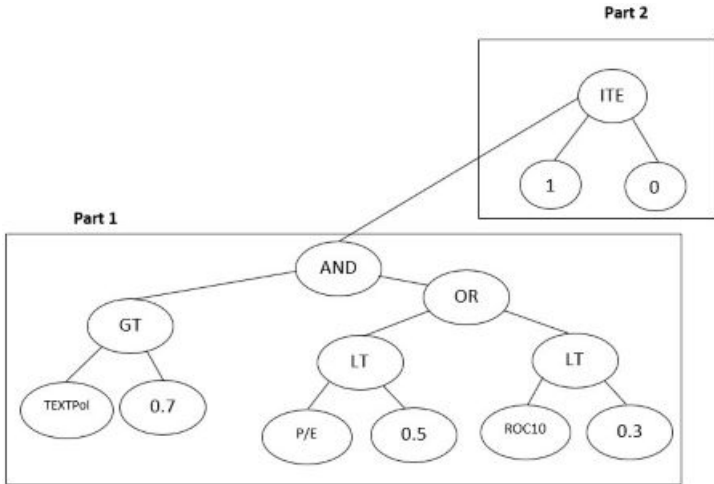 Part 2
ITE
1
0
Part 1
AND
OR
GT
LT
LT
TEXTPol
0.7
P/E
0.5
ROC10
0.3